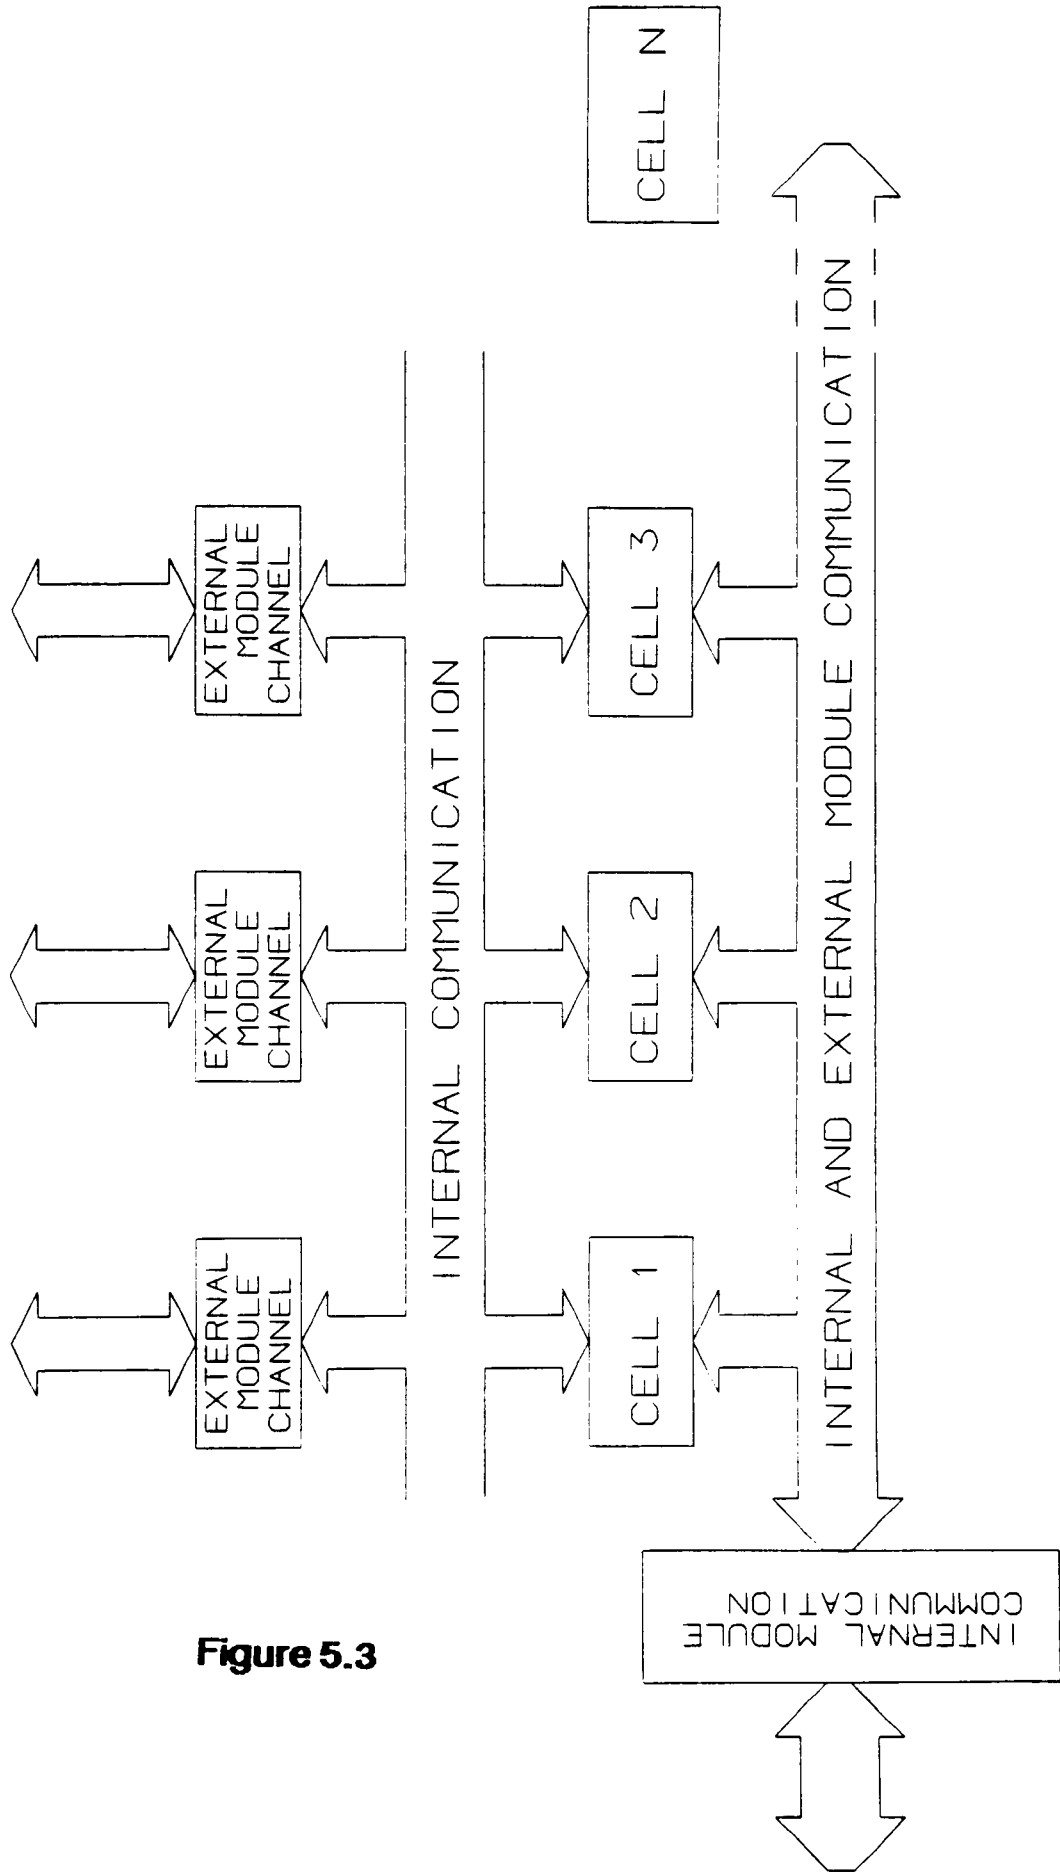 EXTERNAL
MODULE
CHANNEL
EXTERNAL
MODULE
CHANNEL
EXTERNAL
MODULE
CHANNEL
INTERNAL COMMUNICATION
CELL 1
CELL 2
CELL 3
CELL N
INTERNAL AND EXTERNAL MODULE COMMUNICATION
INTERNAL MODULE
COMMUNICATION
Figure 5.3